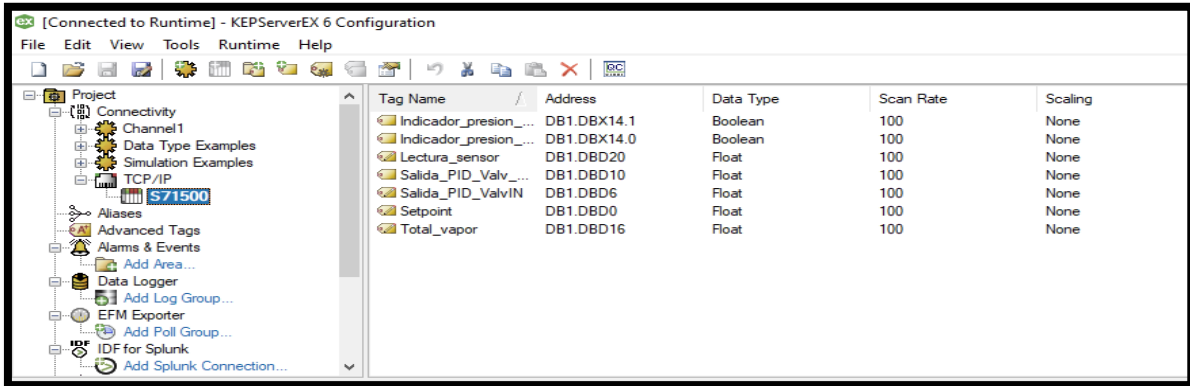 [Connected to Runtime] - KEPServerEX 6 Configuration
File Edit View Tools Runtime Help
Project
Connectivity
Channel1
Data Type Examples
Simulation Examples
TCP/IP
S71500
Aliases
Advanced Tags
Alarms & Events
Add Area...
Data Logger
Add Log Group...
EFM Exporter
Add Poll Group...
IDF for Splunk
Add Splunk Connection...
Tag Name Address Data Type Scan Rate Scaling
Indicador_presion_... DB1.DBX14.1 Boolean 100 None
Indicador_presion_... DB1.DBX14.0 Boolean 100 None
Lectura_sensor DB1.DBD20 Float 100 None
Salida_PID_Valv_... DB1.DBD10 Float 100 None
Salida_PID_ValvIN DB1.DBD6 Float 100 None
Setpoint DB1.DBD0 Float 100 None
Total_vapor DB1.DBD16 Float 100 None